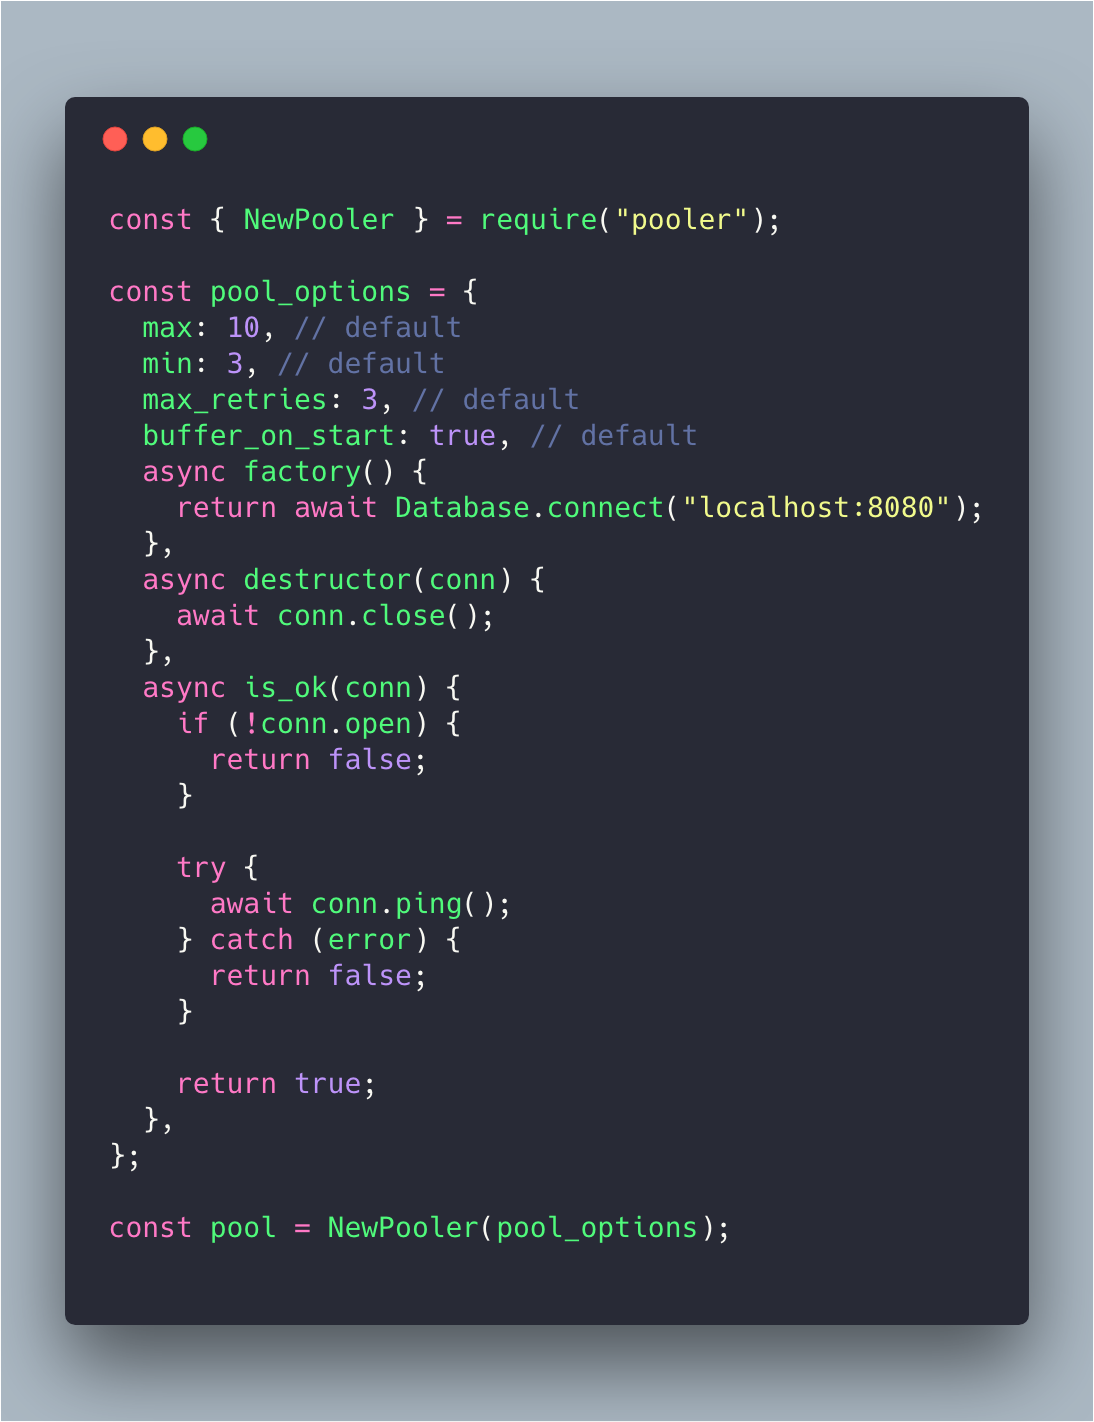 const { NewPooler } = require("pooler");

const pool_options = {
  max: 10, // default
  min: 3, // default
  max_retries: 3, // default
  buffer_on_start: true, // default
  async factory() {
    return await Database.connect("localhost:8080");
  },
  async destructor(conn) {
    await conn.close();
  },
  async is_ok(conn) {
    if (!conn.open) {
      return false;
    }

    try {
      await conn.ping();
    } catch (error) {
      return false;
    }

    return true;
  },
};

const pool = NewPooler(pool_options);